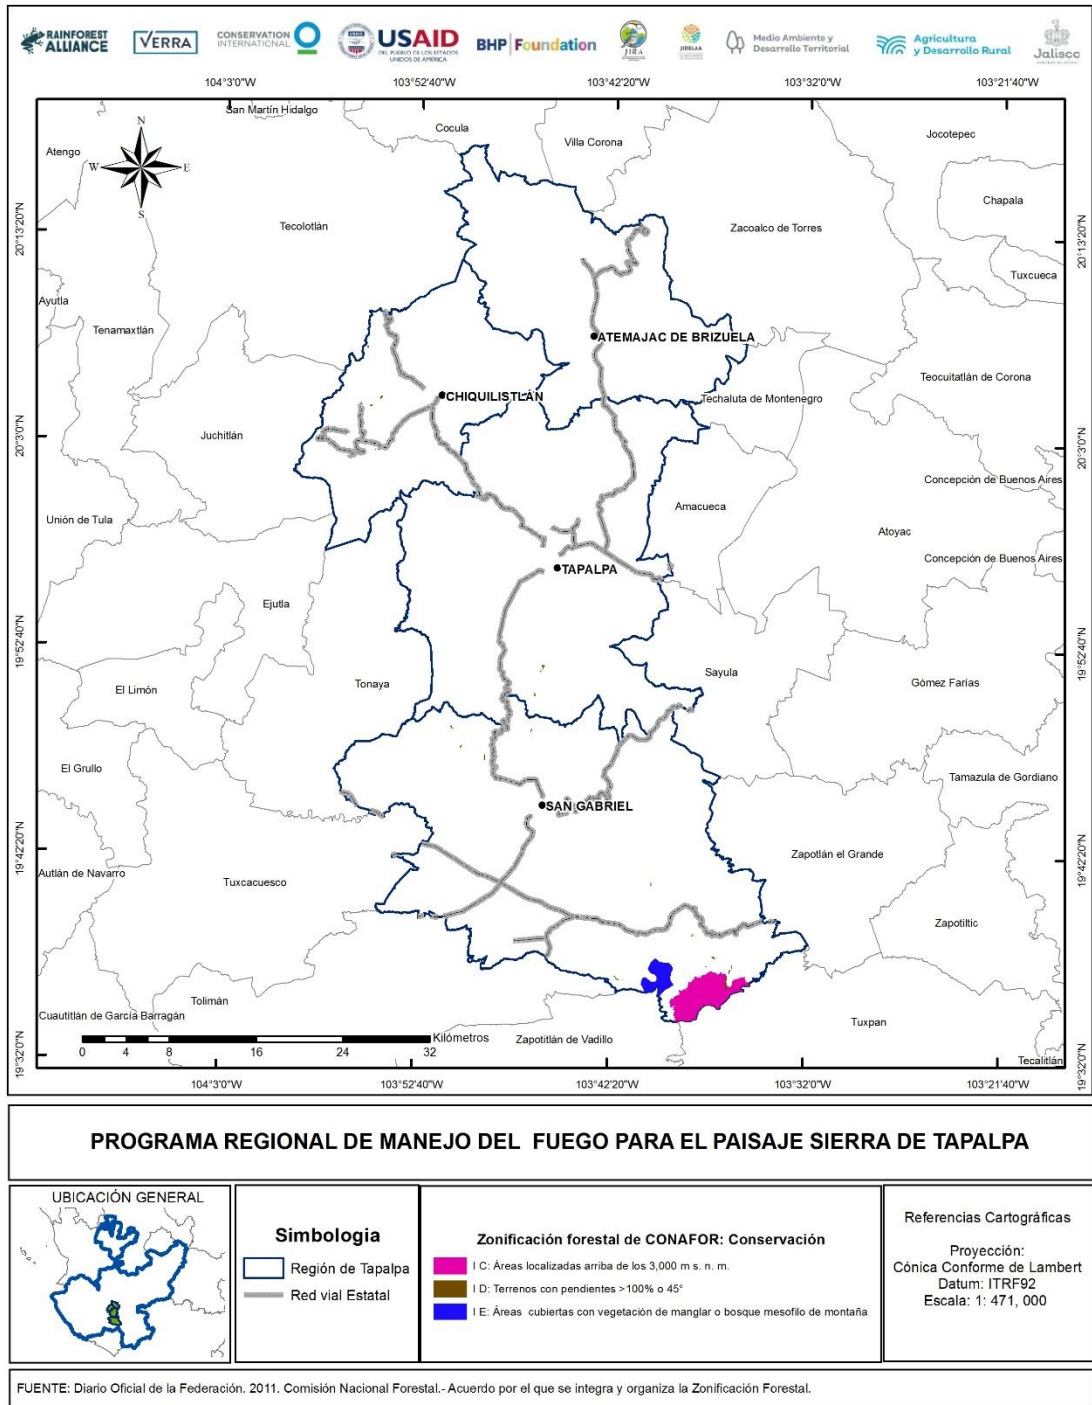 RAINFOREST
ALLIANCE
VERRA
CONSERVATION
INTERNATIONAL
USAID
DEL PUEBLO DE LOS ESTADOS
UNIDOS DE AMÉRICA
BHP | Foundation
JIRA
JIDELAA
Medio Ambiente y
Desarrollo Territorial
Agricultura
y Desarrollo Rural
Jalisco
104°3'0"W 103°52'40"W 103°42'20"W 103°32'0"W 103°21'40"W
San Martín Hidalgo
Cocula
Villa Corona
Jocotepec
Atengo
N
W E
S
Chapala
20°13'20"N
Tecolotlán
Zacoalco de Torres
20°13'20"N
Tuxcueca
Ayutla
Tenamaxtlán
ATEMAJAC DE BRIZUELA
Teocuitatlán de Corona
CHIQUILISTLÁN
Techaluta de Montenegro
Juchitlán
20°3'0"N
20°3'0"N
Concepción de Buenos Aires
Amacueca
Unión de Tula
Atoyac
Concepción de Buenos Aires
TAPALPA
Ejutla
19°52'40"N
19°52'40"N
Sayula
Tonaya
El Limón
Gómez Farías
El Grullo
Tamazula de Gordiano
SAN GABRIEL
19°42'20"N
19°42'20"N
Zapotlán el Grande
Autlán de Navarro
Tuxcacuesco
Zapotiltic
Tolimán
Cuautitlán de García Barragán
Tuxpan
Kilómetros
Zapotitlán de Vadillo
0 4 8 16 24 32
19°32'0"N
19°32'0"N
Tecalitlán
104°3'0"W 103°52'40"W 103°42'20"W 103°32'0"W 103°21'40"W
PROGRAMA REGIONAL DE MANEJO DEL FUEGO PARA EL PAISAJE SIERRA DE TAPALPA
UBICACIÓN GENERAL
Simbologia
Región de Tapalpa
Red vial Estatal
Zonificación forestal de CONAFOR: Conservación
I C: Áreas localizadas arriba de los 3,000 m s. n. m.
I D: Terrenos con pendientes >100% o 45°
I E: Áreas cubiertas con vegetación de manglar o bosque mesofilo de montaña
Referencias Cartográficas
Proyección:
Cónica Conforme de Lambert
Datum: ITRF92
Escala: 1: 471, 000
FUENTE: Diario Oficial de la Federación. 2011. Comisión Nacional Forestal.- Acuerdo por el que se integra y organiza la Zonificación Forestal.